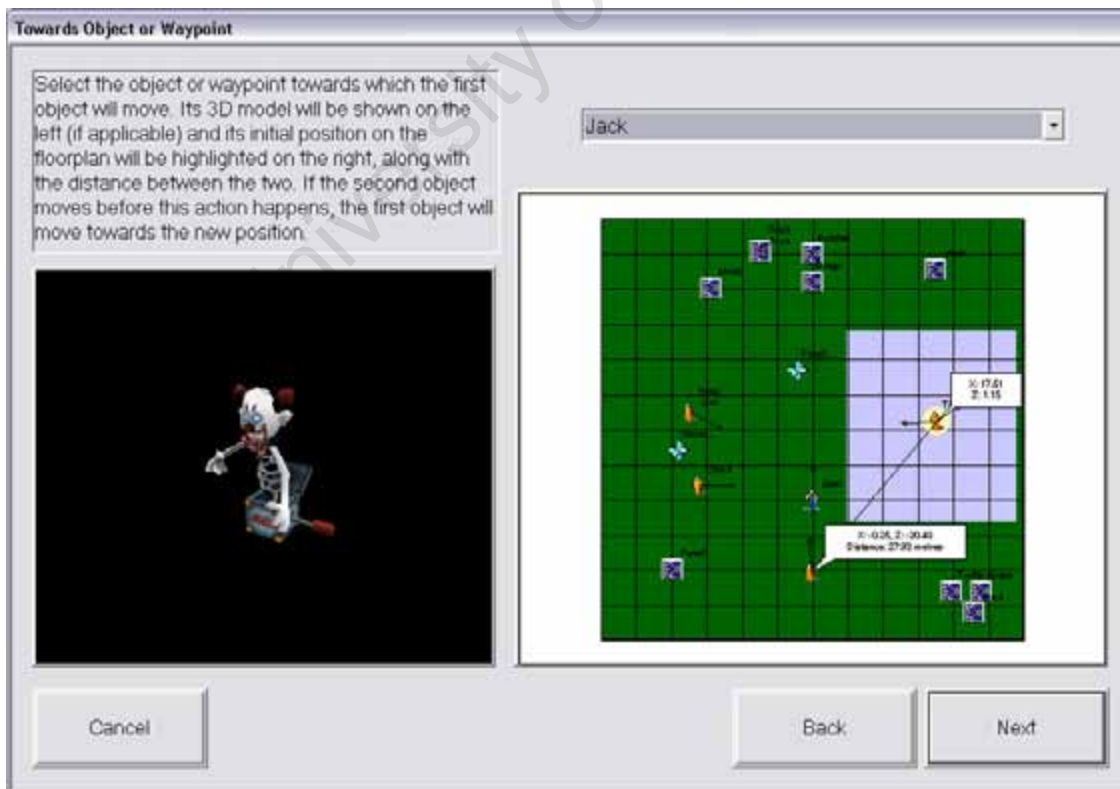 Towards Object or Waypoint
Select the object or waypoint towards which the first
object will move. Its 3D model will be shown on the
left (if applicable) and its initial position on the
floorplan will be highlighted on the right, along with
the distance between the two. If the second object
moves before this action happens, the first object will
move towards the new position.
Jack
X: 17.51
Z: 1.15
Distance: metres
Cancel
Back
Next
University